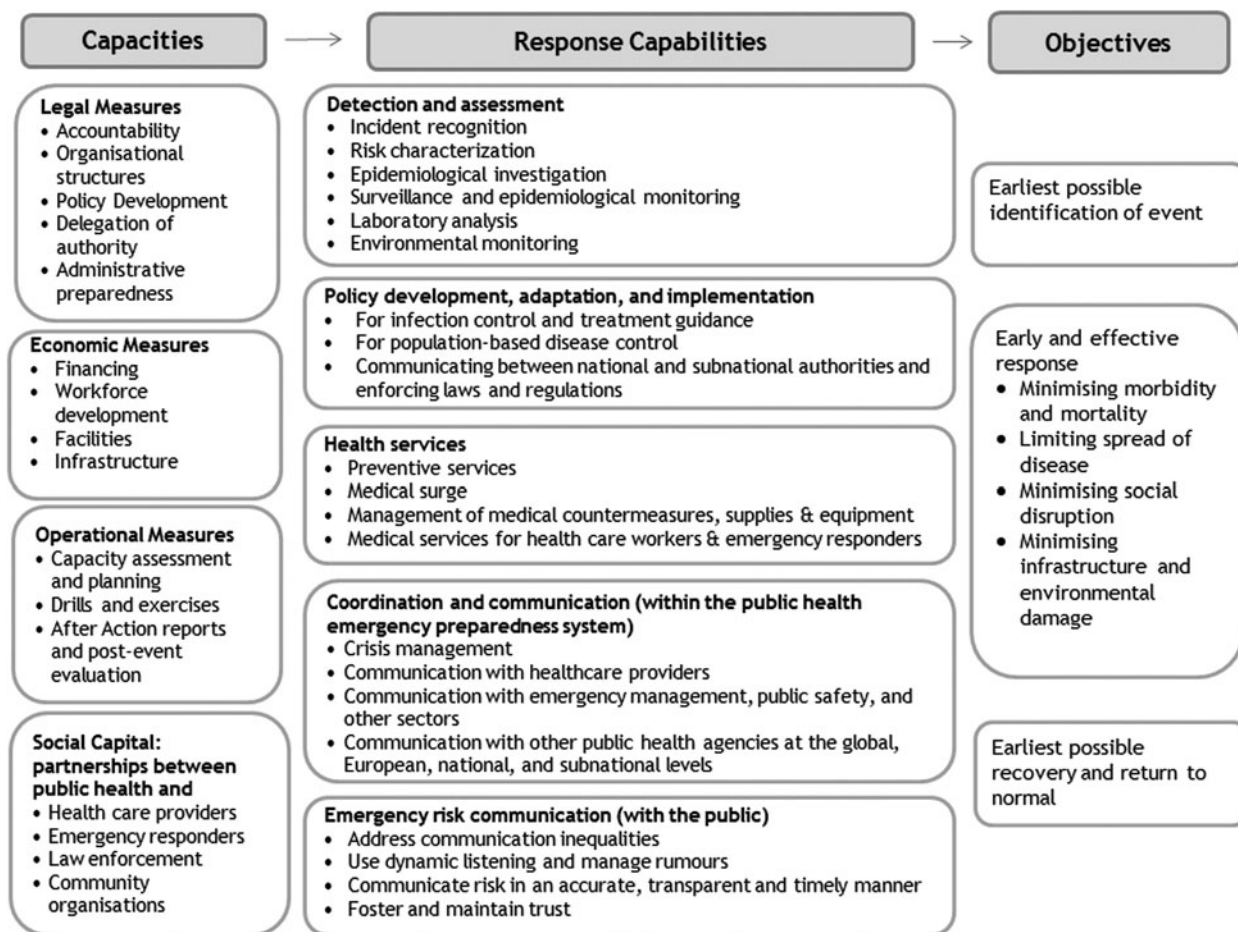 Capacities
Response Capabilities
Objectives
Legal Measures
• Accountability
• Organisational
structures
• Policy Development
• Delegation of
authority
• Administrative
preparedness
Economic Measures
• Financing
• Workforce
development
• Facilities
• Infrastructure
Operational Measures
• Capacity assessment
and planning
• Drills and exercises
• After Action reports
and post-event
evaluation
Social Capital:
partnerships between
public health and
• Health care providers
• Emergency responders
• Law enforcement
• Community
organisations
Detection and assessment
• Incident recognition
• Risk characterization
• Epidemiological investigation
• Surveillance and epidemiological monitoring
• Laboratory analysis
• Environmental monitoring
Policy development, adaptation, and implementation
• For infection control and treatment guidance
• For population-based disease control
• Communicating between national and subnational authorities and
enforcing laws and regulations
Health services
• Preventive services
• Medical surge
• Management of medical countermeasures, supplies & equipment
• Medical services for health care workers & emergency responders
Coordination and communication (within the public health
emergency preparedness system)
• Crisis management
• Communication with healthcare providers
• Communication with emergency management, public safety, and
other sectors
• Communication with other public health agencies at the global,
European, national, and subnational levels
Emergency risk communication (with the public)
• Address communication inequalities
• Use dynamic listening and manage rumours
• Communicate risk in an accurate, transparent and timely manner
• Foster and maintain trust
Earliest possible
identification of event
Early and effective
response
• Minimising morbidity
and mortality
• Limiting spread of
disease
• Minimising social
disruption
• Minimising
infrastructure and
environmental
damage
Earliest possible
recovery and return to
normal